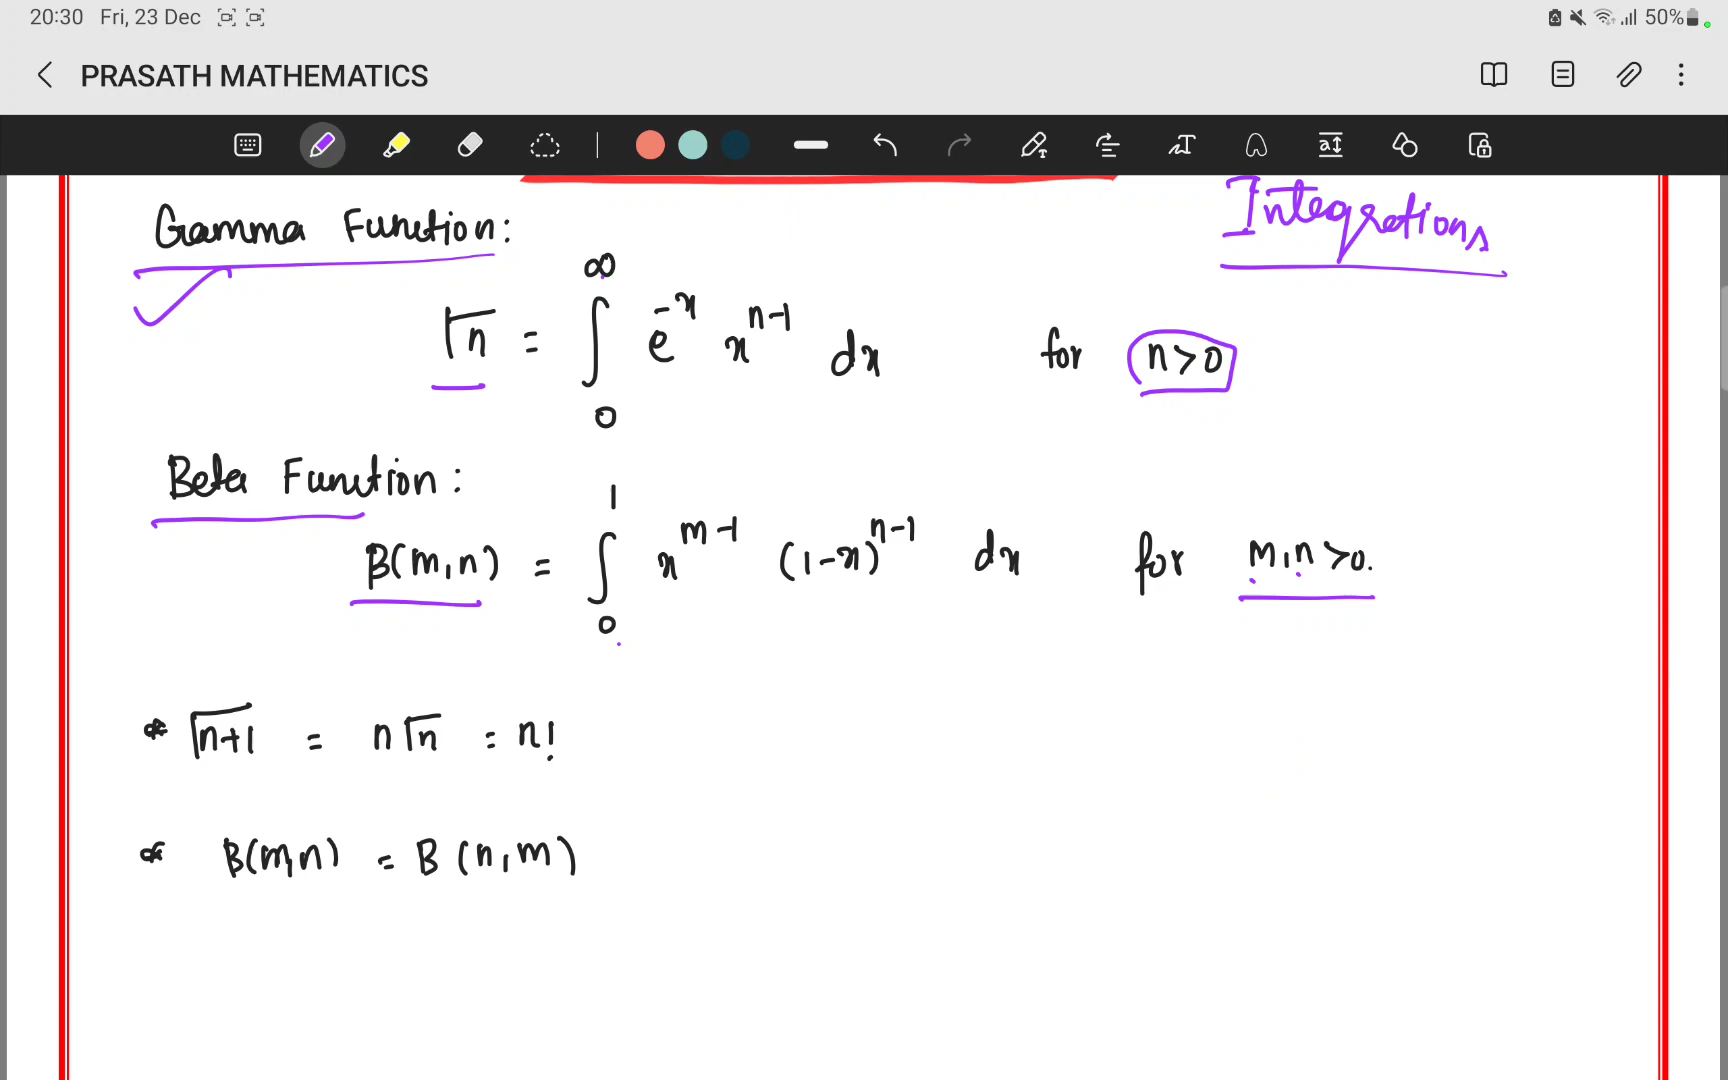 20:30 Fri, 23 Dec 50%
PRASATH MATHEMATICS
Integrations
Gamma Function:
Γn = ∫₀^∞ e^(-x) x^(n-1) dx for n>0
Beta Function:
β(m,n) = ∫₀^1 x^(m-1) (1-x)^(n-1) dx for m,n>0.
* Γn+1 = nΓn = n!
* β(m,n) = β(n,m)